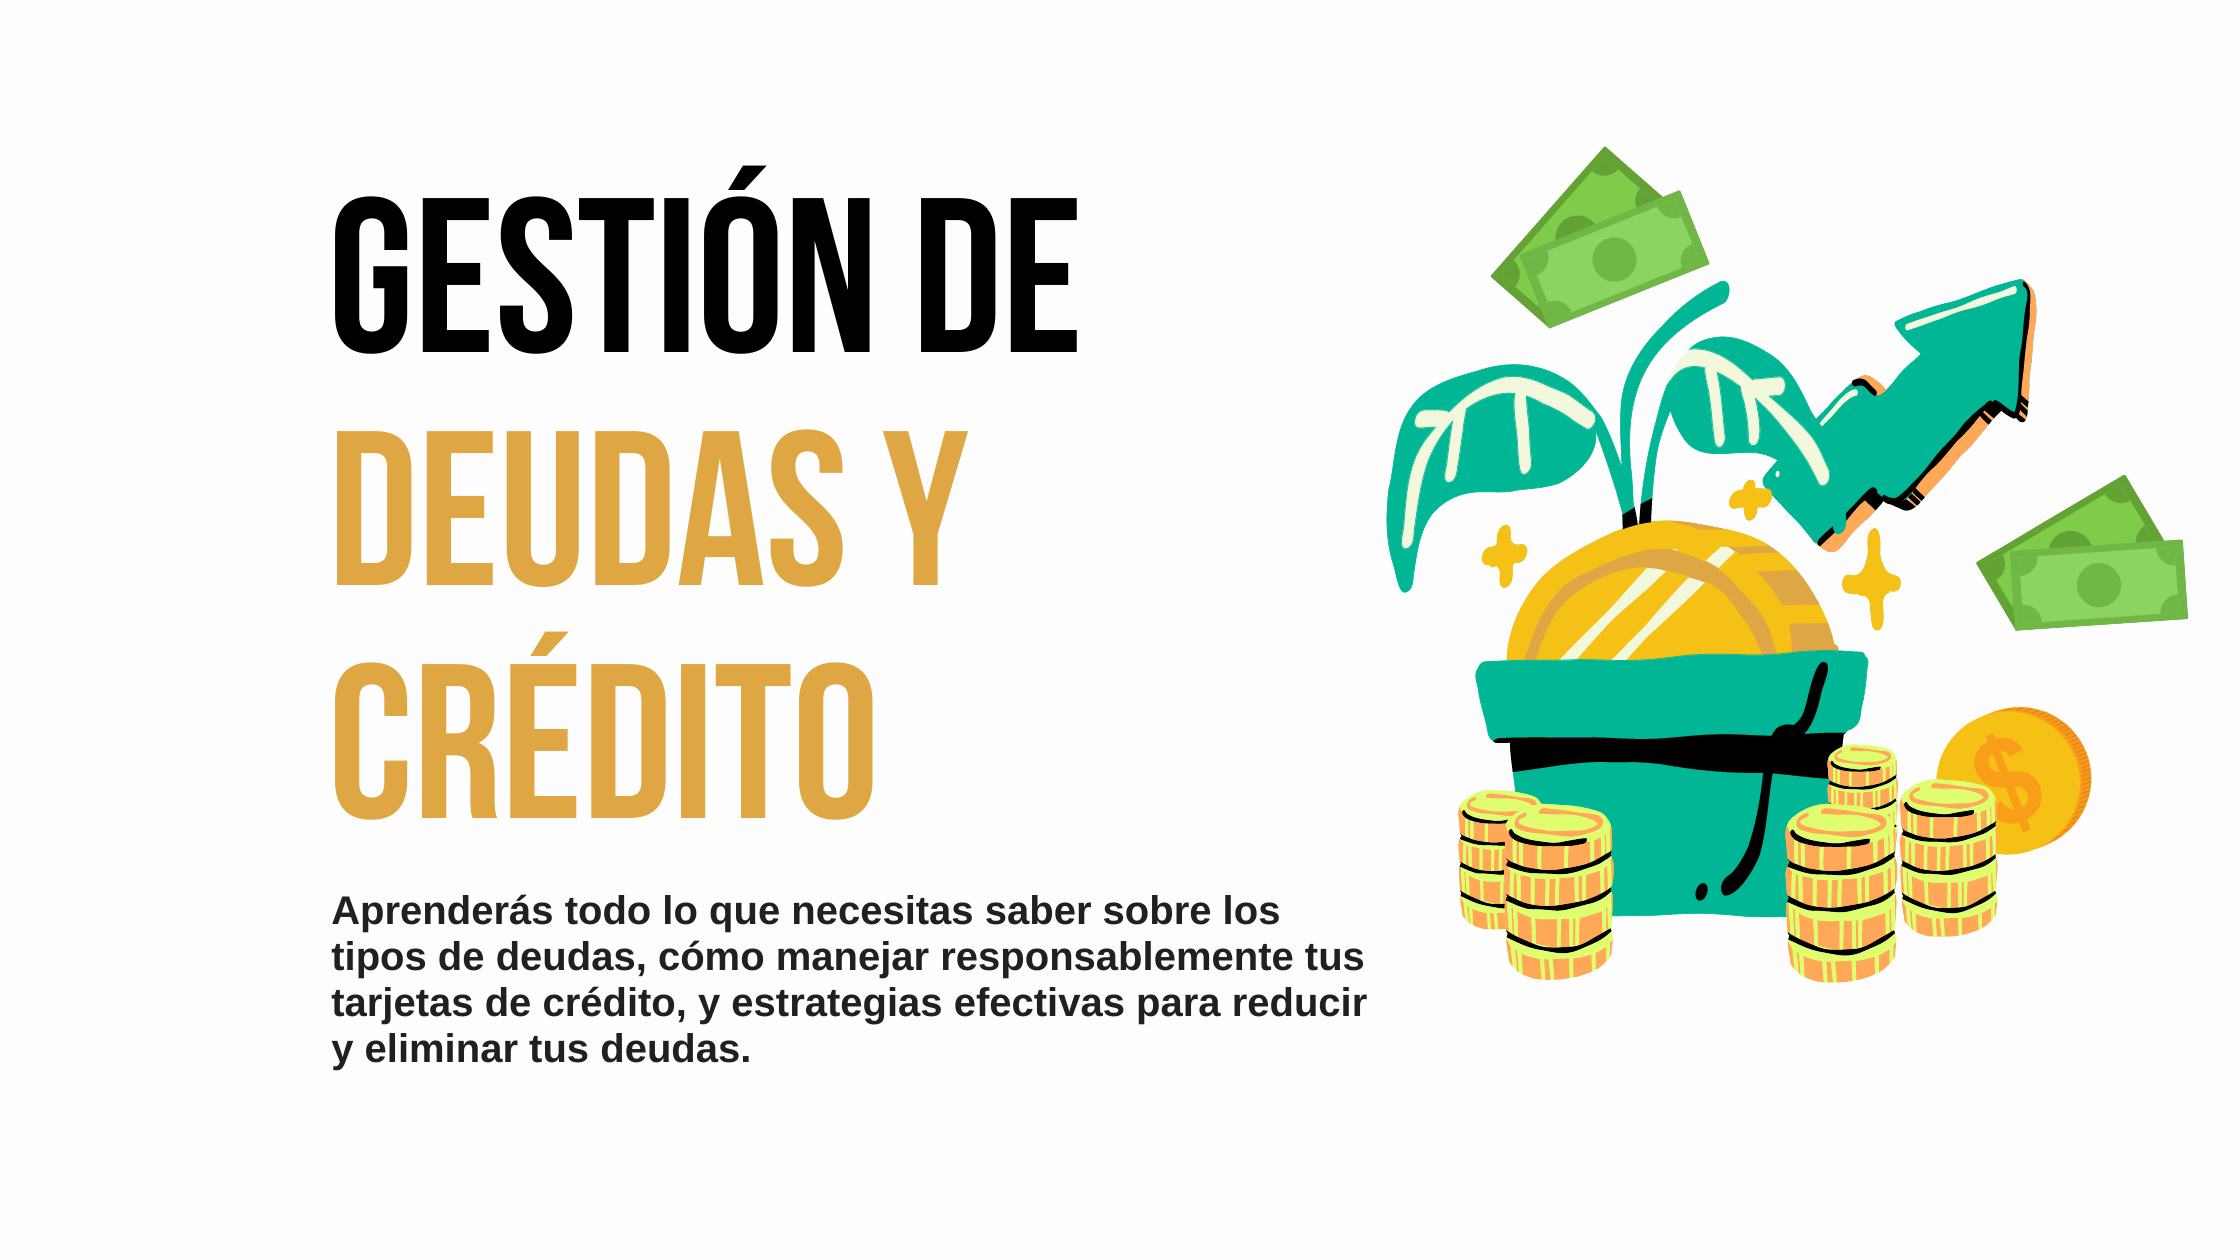 GESTIÓN DE
DEUDAS Y
CRÉDITO
Aprenderás todo lo que necesitas saber sobre los
tipos de deudas, cómo manejar responsablemente tus
tarjetas de crédito, y estrategias efectivas para reducir
y eliminar tus deudas.
$